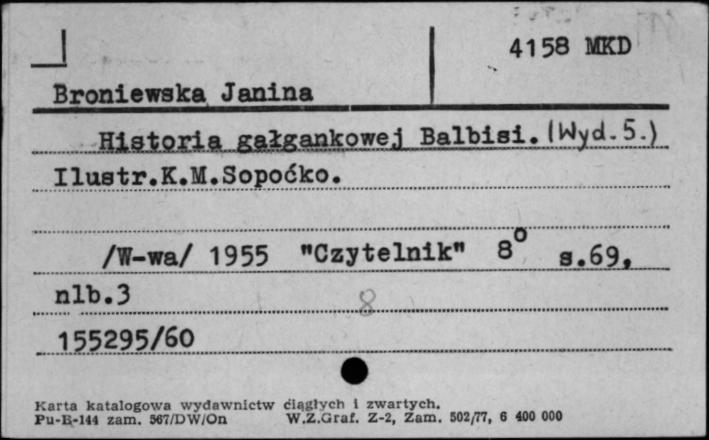 4158 MKD
Broniewska Janina
Historia gałgankowej Balbisi. (Wyd. 5.)
Ilustr.K.M.Sopoćko.
/W-wa/ 1955 "Czytelnik" 8° s.69,
nlb.3
8
155295/60
Karta katalogowa wydawnictw ciągłych i zwartych.
Pu-B-144 zam. 567/DW/On W.Z.Graf. Z-2, Zam. 502/77, 6 400 000